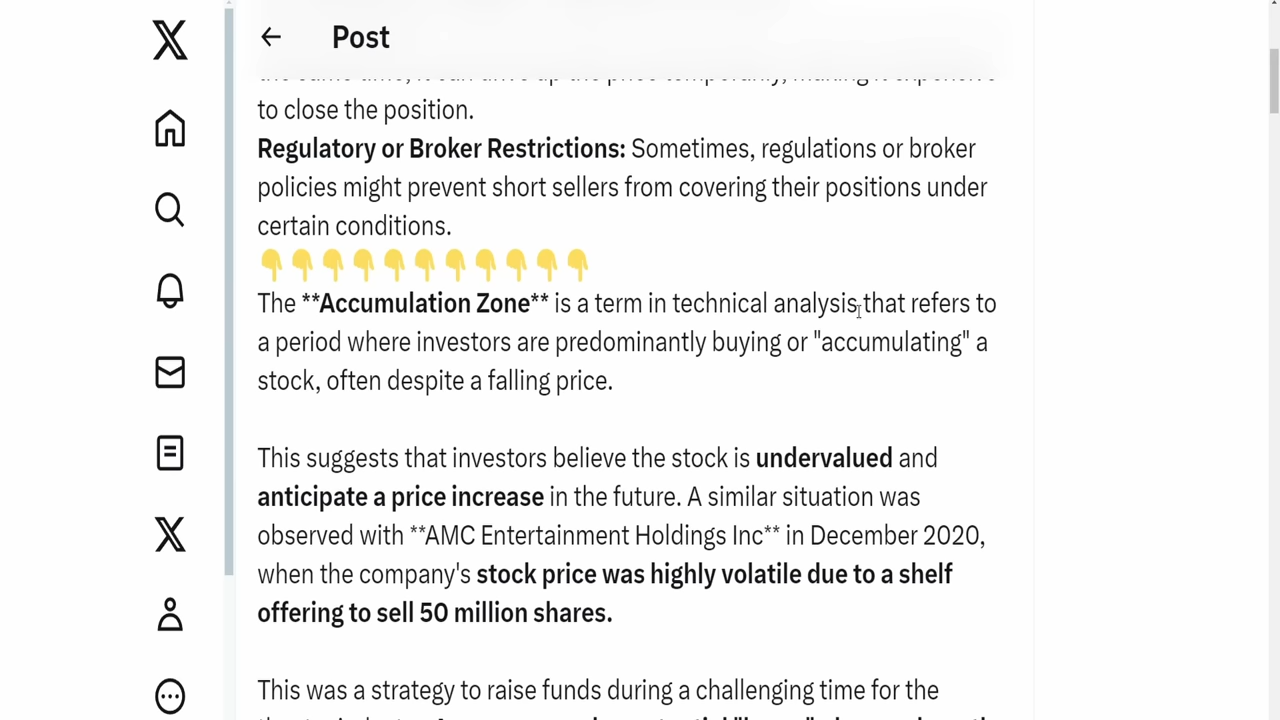 Post
to close the position.
Regulatory or Broker Restrictions: Sometimes, regulations or broker
policies might prevent short sellers from covering their positions under
certain conditions.
The **Accumulation Zone** is a term in technical analysis that refers to
a period where investors are predominantly buying or "accumulating" a
stock, often despite a falling price.
This suggests that investors believe the stock is undervalued and
anticipate a price increase in the future. A similar situation was
observed with **AMC Entertainment Holdings Inc** in December 2020,
when the company's stock price was highly volatile due to a shelf
offering to sell 50 million shares.
This was a strategy to raise funds during a challenging time for the